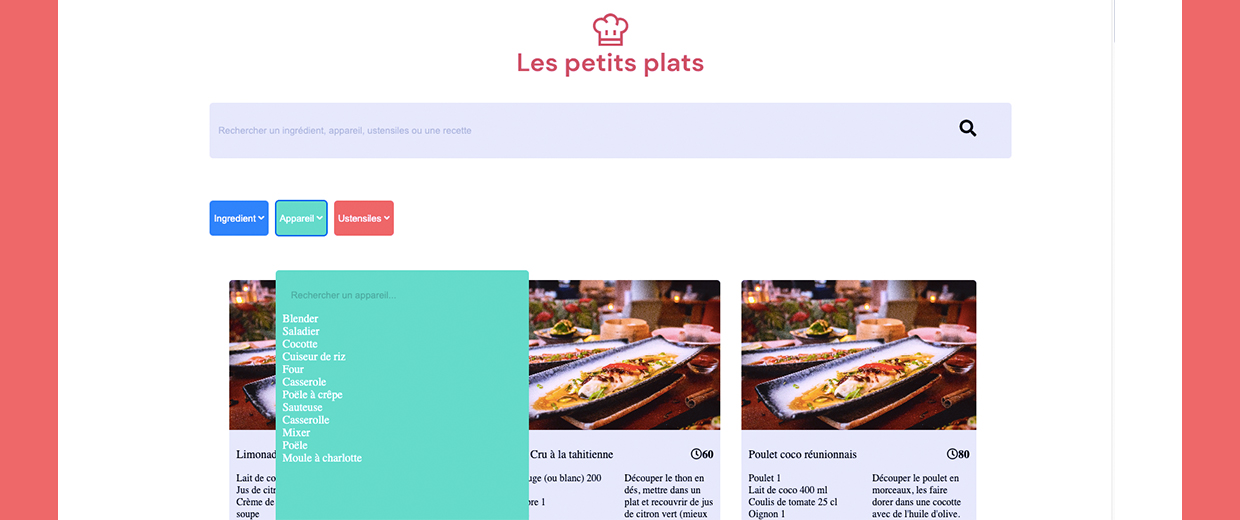 Les petits plats
Rechercher un ingrédient, appareil, ustensiles ou une recette
Ingredient
Appareil
Ustensiles
Rechercher un appareil...
Blender
Saladier
Cocotte
Cuiseur de riz
Four
Casserole
Poële à crêpe
Sauteuse
Casserolle
Mixer
Poële
Moule à charlotte
Limonad
Lait de co
Jus de citr
Crème de
soupe
Cru à la tahitienne
60
uge (ou blanc) 200
bre 1
Découper le thon en
dés, mettre dans un
plat et recouvrir de jus
de citron vert (mieux
Poulet coco réunionnais
80
Poulet 1
Lait de coco 400 ml
Coulis de tomate 25 cl
Oignon 1
Découper le poulet en
morceaux, les faire
dorer dans une cocotte
avec de l'huile d'olive.